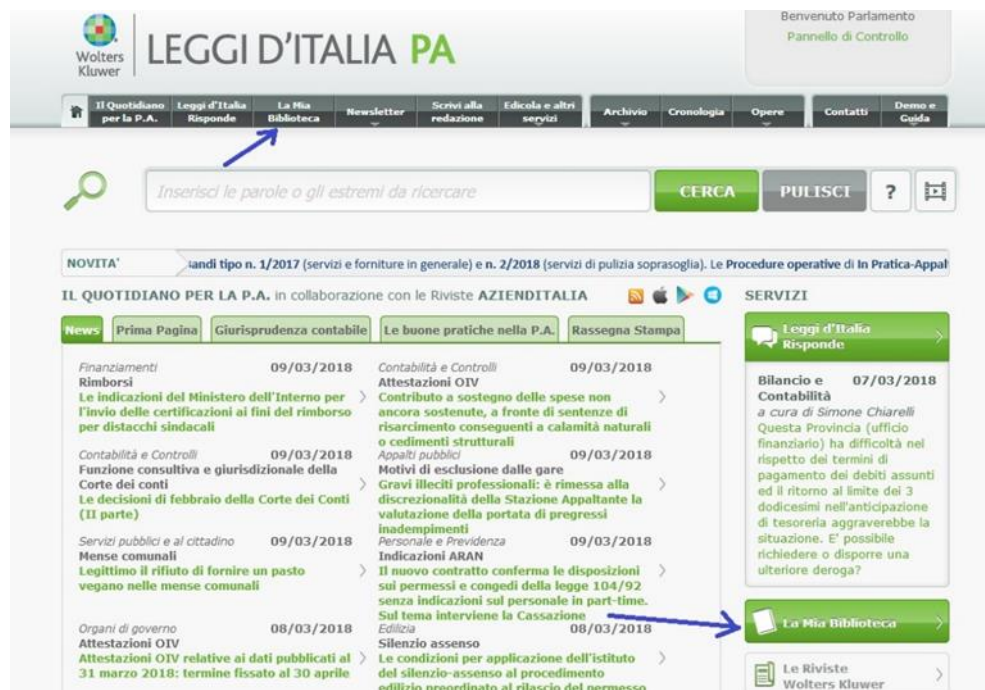 Wolters
Kluwer
LEGGI D'ITALIA PA
Benvenuto Parlamento
Pannello di Controllo
Il Quotidiano per la P.A.
Leggi d'Italia Risponde
La Mia Biblioteca
Newsletter
Scrivi alla redazione
Edicola e altri servizi
Archivio
Cronologia
Opere
Contatti
Demo e Guida
Inserisci le parole o gli estremi da ricercare
CERCA
PULISCI
?
NOVITA'
andi tipo n. 1/2017 (servizi e forniture in generale) e n. 2/2018 (servizi di pulizia soprasoglia). Le Procedure operative di In Pratica-Appal
IL QUOTIDIANO PER LA P.A. in collaborazione con le Riviste AZIENDITALIA
News
Prima Pagina
Giurisprudenza contabile
Le buone pratiche nella P.A.
Rassegna Stampa
Finanziamenti 09/03/2018
Rimborsi
Le indicazioni del Ministero dell'Interno per
l'invio delle certificazioni ai fini del rimborso
per distacchi sindacali
Contabilità e Controlli 09/03/2018
Attestazioni OIV
Contributo a sostegno delle spese non
ancora sostenute, a fronte di sentenze di
risarcimento conseguenti a calamità naturali
o cedimenti strutturali
Contabilità e Controlli 09/03/2018
Funzione consultiva e giurisdizionale della
Corte dei conti
Le decisioni di febbraio della Corte dei Conti
(II parte)
Appalti pubblici 09/03/2018
Motivi di esclusione dalle gare
Gravi illeciti professionali: è rimessa alla
discrezionalità della Stazione Appaltante la
valutazione della portata di pregressi
inadempimenti
Servizi pubblici e al cittadino 09/03/2018
Mense comunali
Legittimo il rifiuto di fornire un pasto
vegano nelle mense comunali
Personale e Previdenza 09/03/2018
Indicazioni ARAN
Il nuovo contratto conferma le disposizioni
sui permessi e congedi della legge 104/92
senza indicazioni sul personale in part-time.
Sul tema interviene la Cassazione
Organi di governo 08/03/2018
Attestazioni OIV
Attestazioni OIV relative ai dati pubblicati al
31 marzo 2018: termine fissato al 30 aprile
Edilizia 08/03/2018
Silenzio assenso
Le condizioni per applicazione dell'istituto
del silenzio-assenso al procedimento
edilizio preordinato al rilascio del permesso
SERVIZI
Leggi d'Italia
Risponde
Bilancio e 07/03/2018
Contabilità
a cura di Simone Chiarelli
Questa Provincia (ufficio
finanziario) ha difficoltà nel
rispetto dei termini di
pagamento dei debiti assunti
ed il ritorno al limite dei 3
dodicesimi nell'anticipazione
di tesoreria aggraverebbe la
situazione. E' possibile
richiedere o disporre una
ulteriore deroga?
La Mia Biblioteca
Le Riviste
Wolters Kluwer